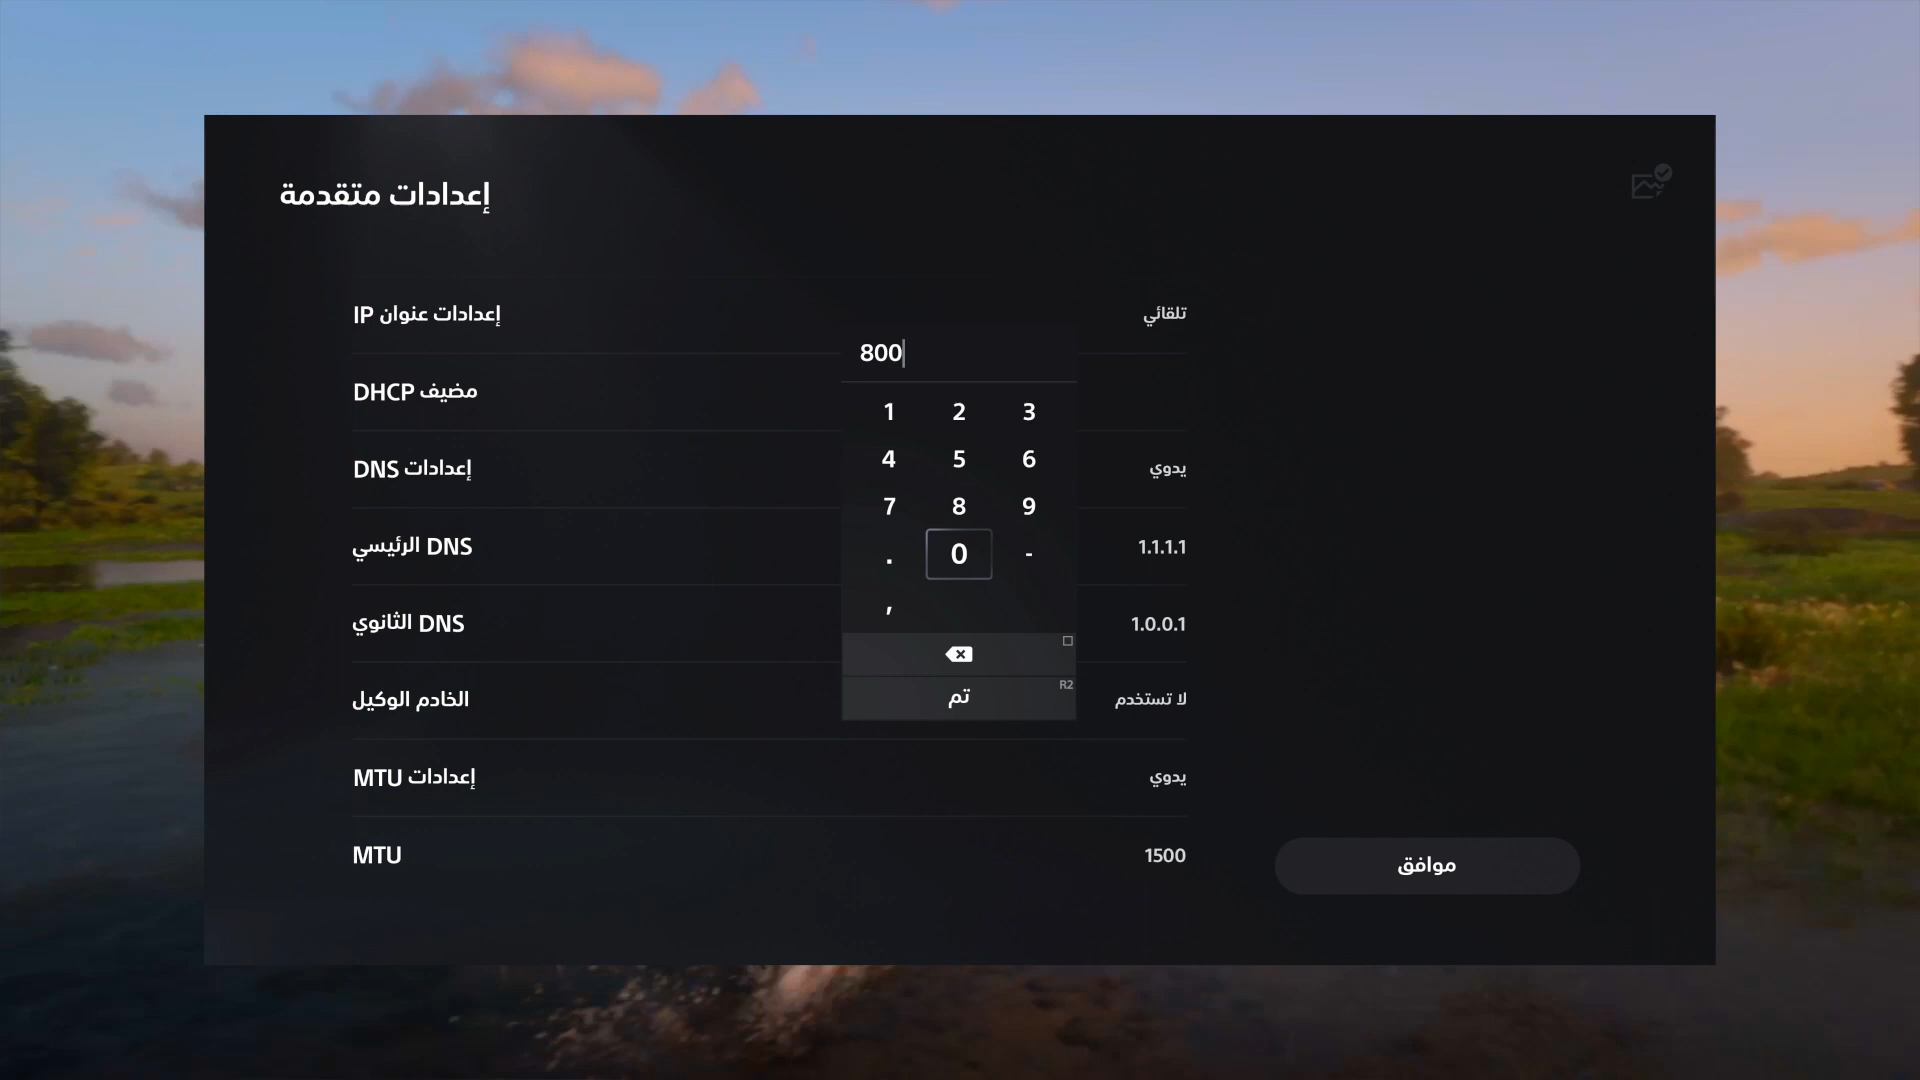 إعدادات متقدمة
إعدادات عنوان IP تلقائي
800
مضيف DHCP
1 2 3
إعدادات DNS يدوي
4 5 6
7 8 9
DNS الرئيسي 1.1.1.1
. 0 -
DNS الثانوي 1.0.0.1
,
الخادم الوكيل لا تستخدم
تم R2
إعدادات MTU يدوي
MTU 1500
موافق